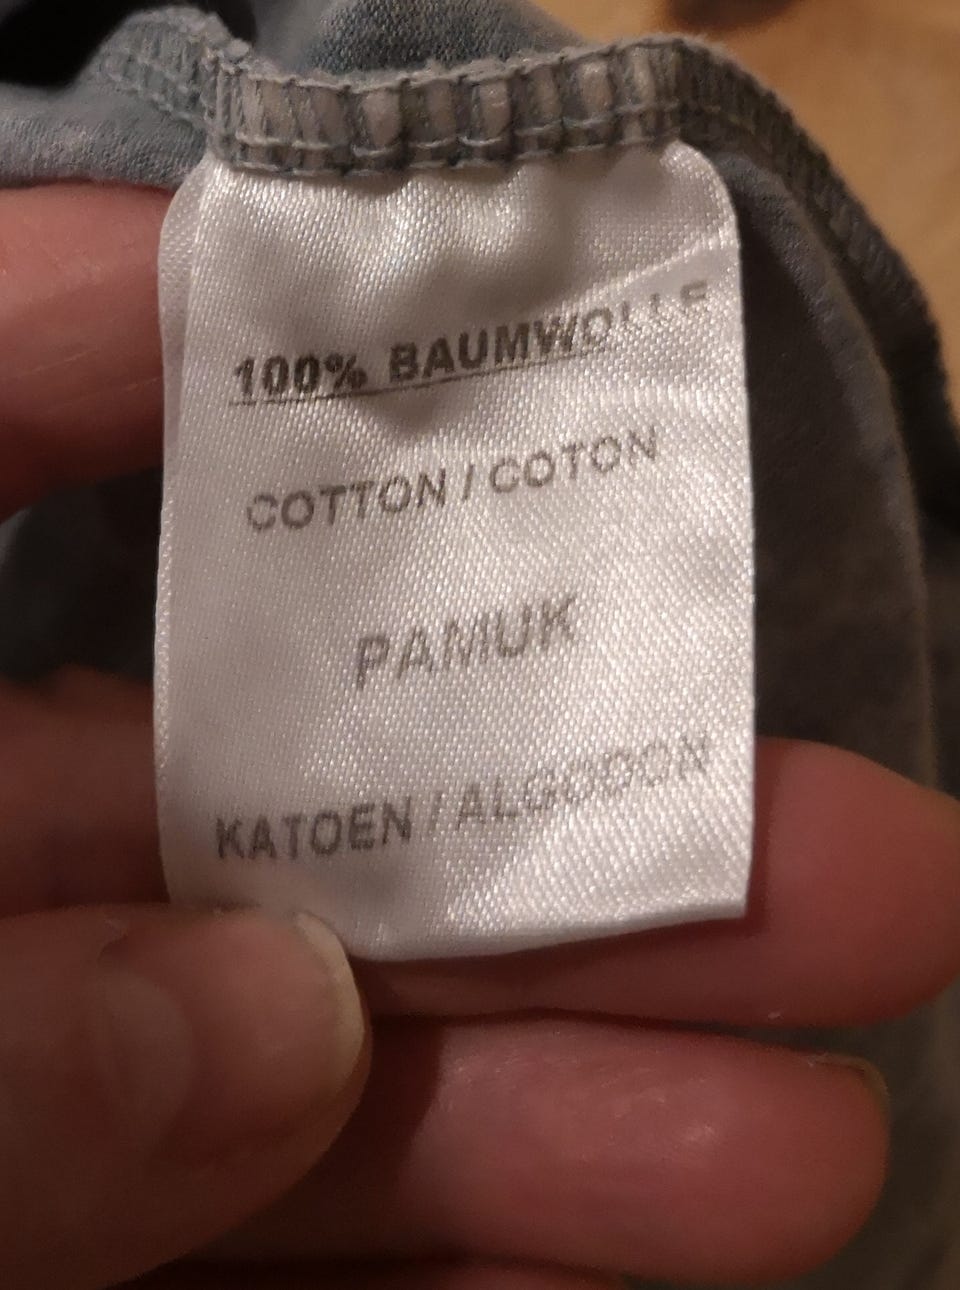 100% BAUMWOLLE
COTTON / COTON
PAMUK
KATOEN / ALGODON